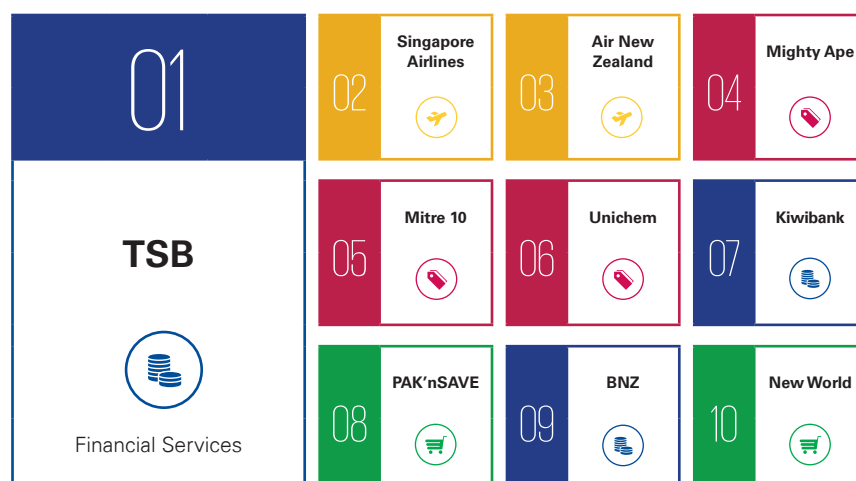 01
TSB
Financial Services
02
Singapore
Airlines
03
Air New
Zealand
04
Mighty Ape
05
Mitre 10
06
Unichem
07
Kiwibank
08
PAK'nSAVE
09
BNZ
10
New World